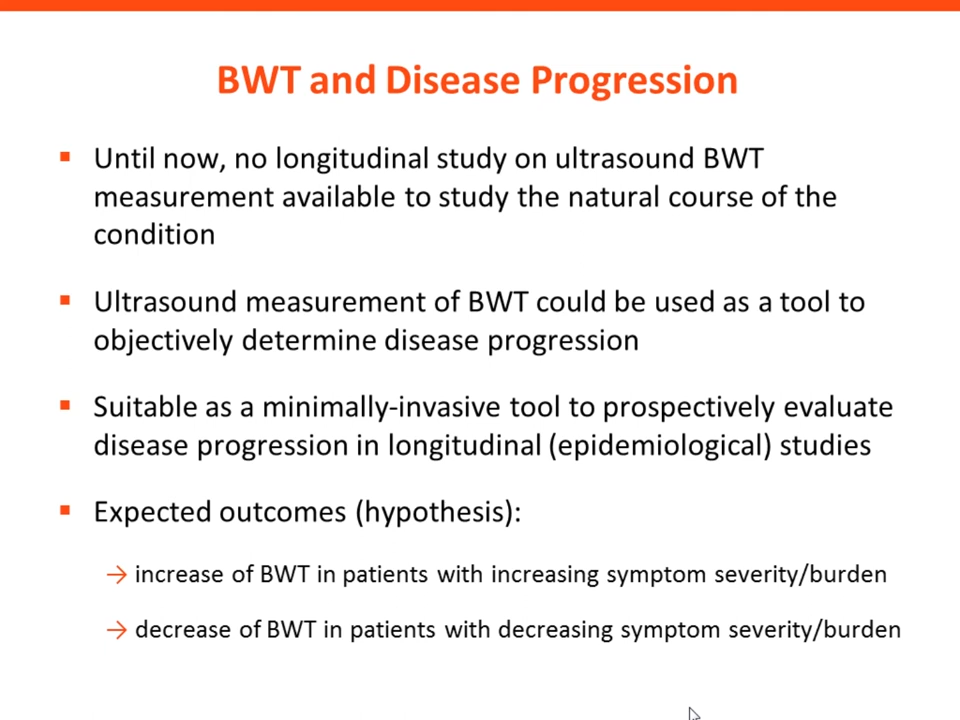 BWT and Disease Progression
Until now, no longitudinal study on ultrasound BWT
measurement available to study the natural course of the
condition
Ultrasound measurement of BWT could be used as a tool to
objectively determine disease progression
Suitable as a minimally-invasive tool to prospectively evaluate
disease progression in longitudinal (epidemiological) studies
Expected outcomes (hypothesis):
→ increase of BWT in patients with increasing symptom severity/burden
→ decrease of BWT in patients with decreasing symptom severity/burden